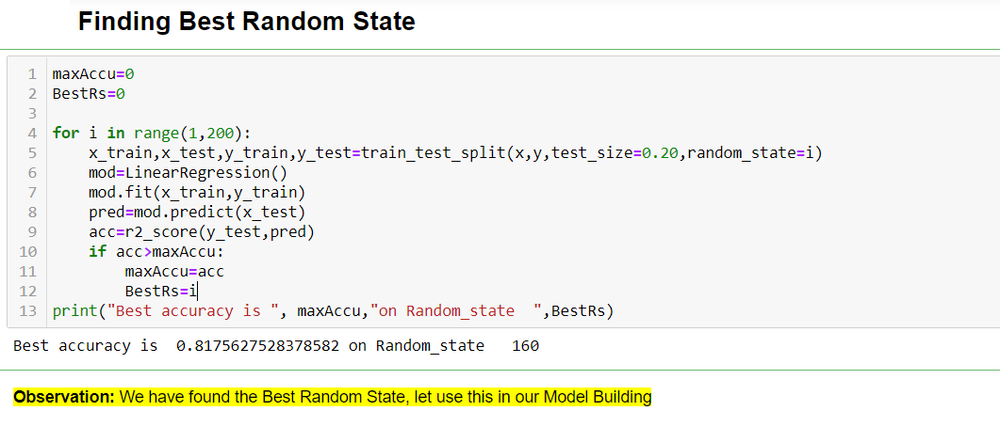 Finding Best Random State
1 maxAccu=0
2 BestRs=0
3
4 for i in range(1,200):
5     x_train,x_test,y_train,y_test=train_test_split(x,y,test_size=0.20,random_state=i)
6     mod=LinearRegression()
7     mod.fit(x_train,y_train)
8     pred=mod.predict(x_test)
9     acc=r2_score(y_test,pred)
10     if acc>maxAccu:
11         maxAccu=acc
12         BestRs=i
13 print("Best accuracy is ", maxAccu,"on Random_state  ",BestRs)
Best accuracy is  0.8175627528378582 on Random_state   160
Observation: We have found the Best Random State, let use this in our Model Building